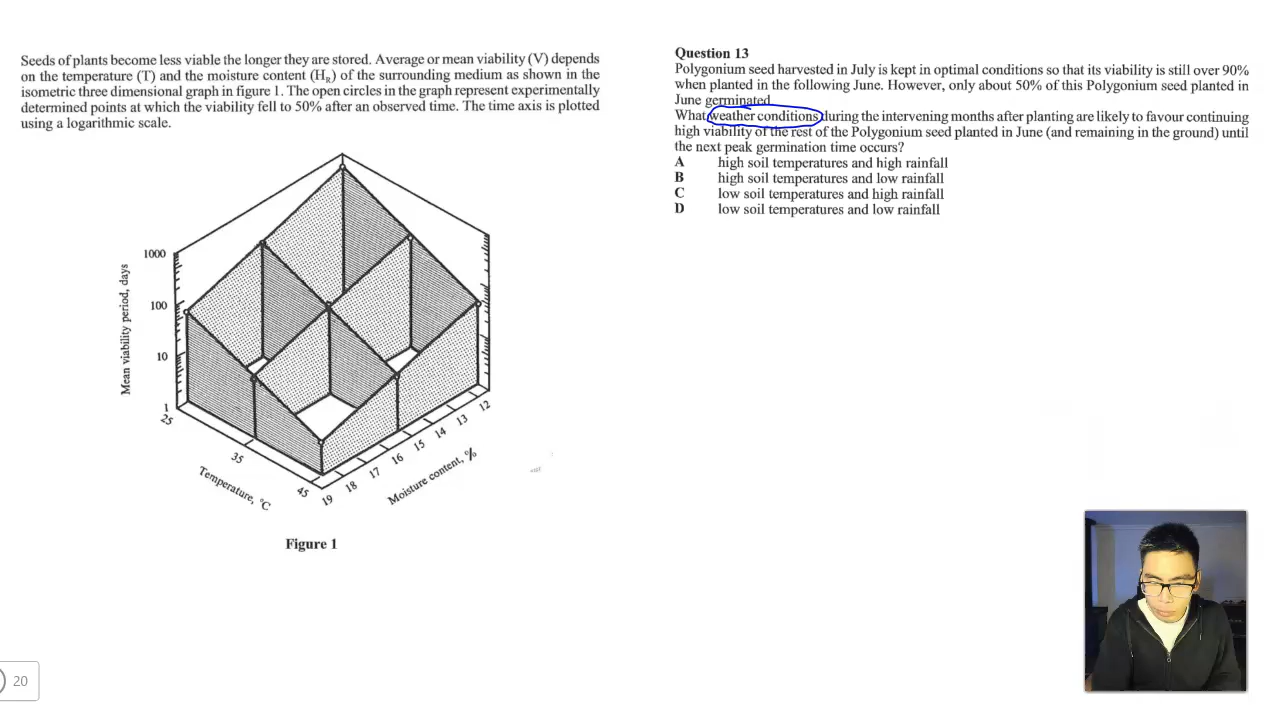 Seeds of plants become less viable the longer they are stored. Average or mean viability (V) depends
on the temperature (T) and the moisture content (H_R) of the surrounding medium as shown in the
isometric three dimensional graph in figure 1. The open circles in the graph represent experimentally
determined points at which the viability fell to 50% after an observed time. The time axis is plotted
using a logarithmic scale.
Mean viability period, days
1000
100
10
1
25
35
45
Temperature, °C
19
18
17
16
15
14
13
12
Moisture content, %
Figure 1
Question 13
Polygonium seed harvested in July is kept in optimal conditions so that its viability is still over 90%
when planted in the following June. However, only about 50% of this Polygonium seed planted in
June germinated
What weather conditions during the intervening months after planting are likely to favour continuing
high viability of the rest of the Polygonium seed planted in June (and remaining in the ground) until
the next peak germination time occurs?
A high soil temperatures and high rainfall
B high soil temperatures and low rainfall
C low soil temperatures and high rainfall
D low soil temperatures and low rainfall
20